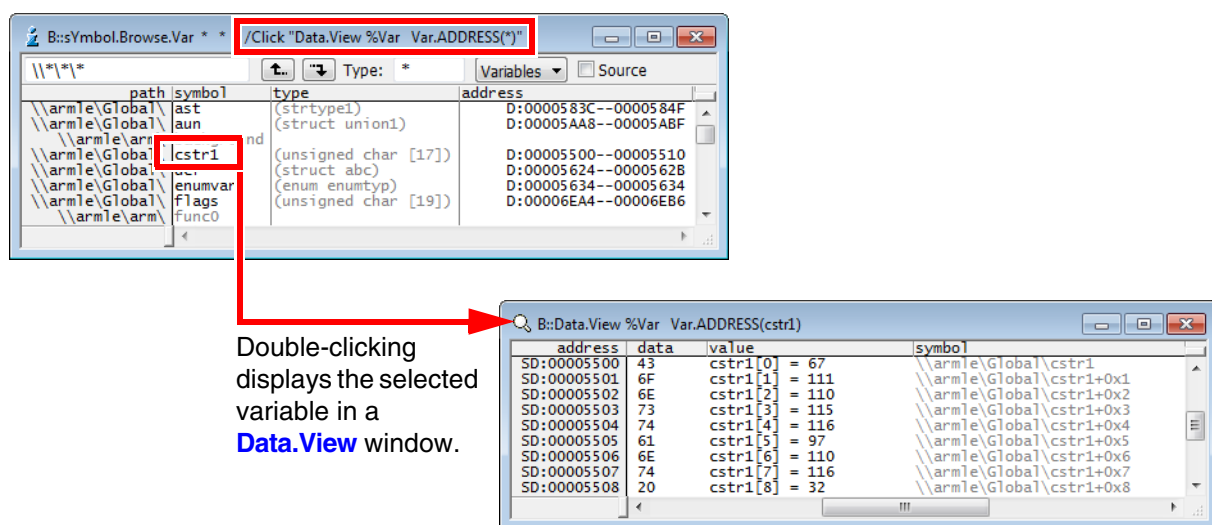 B::sYmbol.Browse.Var * * /Click "Data.View %Var Var.ADDRESS(*)"
\\*\*\* Type: * Variables Source
path symbol type address
\\armle\Global\ ast (strtype1) D:0000583C--0000584F
\\armle\Global\ aun (struct union1) D:00005AA8--00005ABF
\\armle\arm\ nd
\\armle\Global\ cstr1 (unsigned char [17]) D:00005500--00005510
\\armle\Global\ (struct abc) D:00005624--0000562B
\\armle\Global\ enumvar (enum enumtyp) D:00005634--00005634
\\armle\Global\ flags (unsigned char [19]) D:00006EA4--00006EB6
\\armle\arm\ func0
Double-clicking
displays the selected
variable in a
Data.View window.
B::Data.View %Var Var.ADDRESS(cstr1)
address data value symbol
SD:00005500 43 cstr1[0] = 67 \\armle\Global\cstr1
SD:00005501 6F cstr1[1] = 111 \\armle\Global\cstr1+0x1
SD:00005502 6E cstr1[2] = 110 \\armle\Global\cstr1+0x2
SD:00005503 73 cstr1[3] = 115 \\armle\Global\cstr1+0x3
SD:00005504 74 cstr1[4] = 116 \\armle\Global\cstr1+0x4
SD:00005505 61 cstr1[5] = 97 \\armle\Global\cstr1+0x5
SD:00005506 6E cstr1[6] = 110 \\armle\Global\cstr1+0x6
SD:00005507 74 cstr1[7] = 116 \\armle\Global\cstr1+0x7
SD:00005508 20 cstr1[8] = 32 \\armle\Global\cstr1+0x8